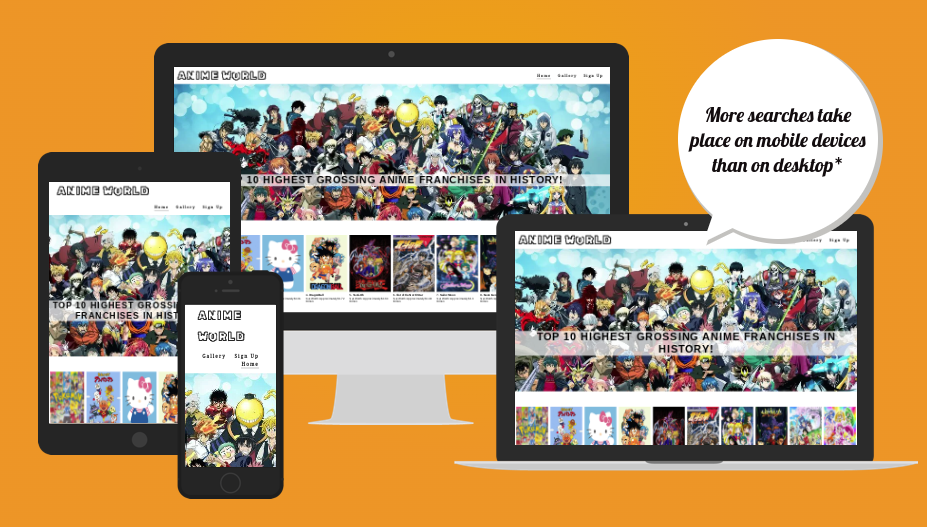 ANIME WORLD
Home Gallery Sign Up
10 HIGHEST GROSSING ANIME FRANCHISES IN HISTORY!
More searches take
place on mobile devices
than on desktop*
ANIME WORLD
Home Gallery Sign Up
TOP 10 HIGHEST GROSSI
FRANCHISES IN HIST
ANIME
WORLD
Gallery Sign Up
Home
ANIME WORLD
Sign Up
TOP 10 HIGHEST GROSSING ANIME FRANCHISES IN
HISTORY!